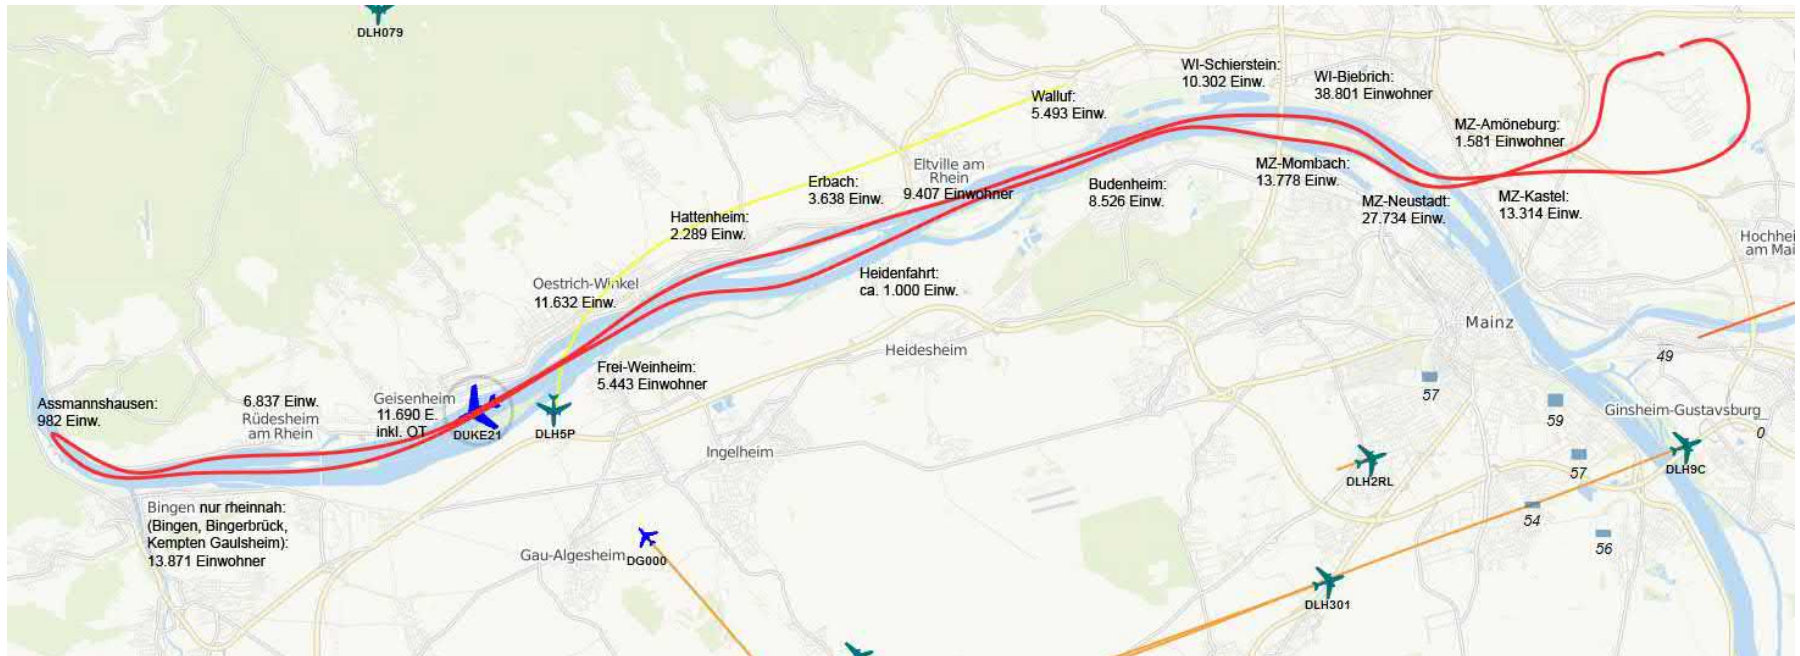 DLH079
WI-Schierstein:
10.302 Einw.
WI-Biebrich:
38.801 Einwohner
Walluf:
5.493 Einw.
MZ-Amöneburg:
1.581 Einwohner
Eltville am
Rhein
9.407 Einwohner
Erbach:
3.638 Einw.
Budenheim:
8.526 Einw.
MZ-Mombach:
13.778 Einw.
MZ-Neustadt:
27.734 Einw.
MZ-Kastel:
13.314 Einw.
Hattenheim:
2.289 Einw.
Hochhei
am Mai
Oestrich-Winkel
11.632 Einw.
Heidenfahrt:
ca. 1.000 Einw.
Mainz
Heidesheim
49
Frei-Weinheim:
5.443 Einwohner
57
59
Ginsheim-Gustavsburg
0
Assmannshausen:
982 Einw.
6.837 Einw.
Rüdesheim
am Rhein
Geisenheim
11.690 E.
inkl. OT
DUKE21
DLH5P
Ingelheim
DLH2RL
57
DLH9C
Bingen nur rheinnah:
(Bingen, Bingerbrück,
Kempten Gaulsheim):
13.871 Einwohner
54
56
Gau-Algesheim
DG000
DLH301